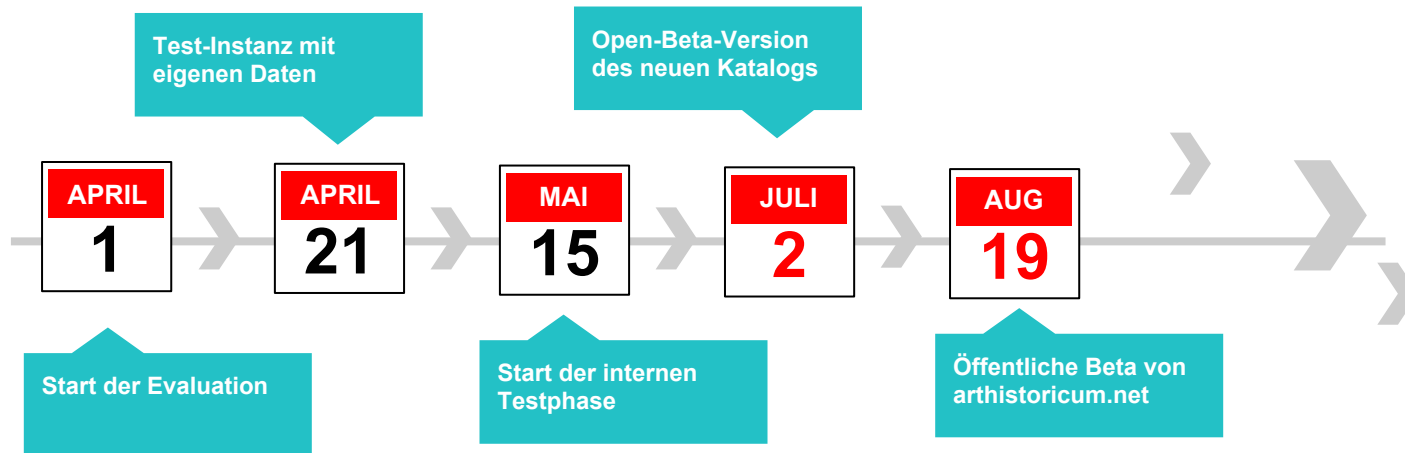 Test-Instanz mit
eigenen Daten
Open-Beta-Version
des neuen Katalogs
APRIL
1
APRIL
21
MAI
15
JULI
2
AUG
19
Start der Evaluation
Start der internen
Testphase
Öffentliche Beta von
arthistoricum.net